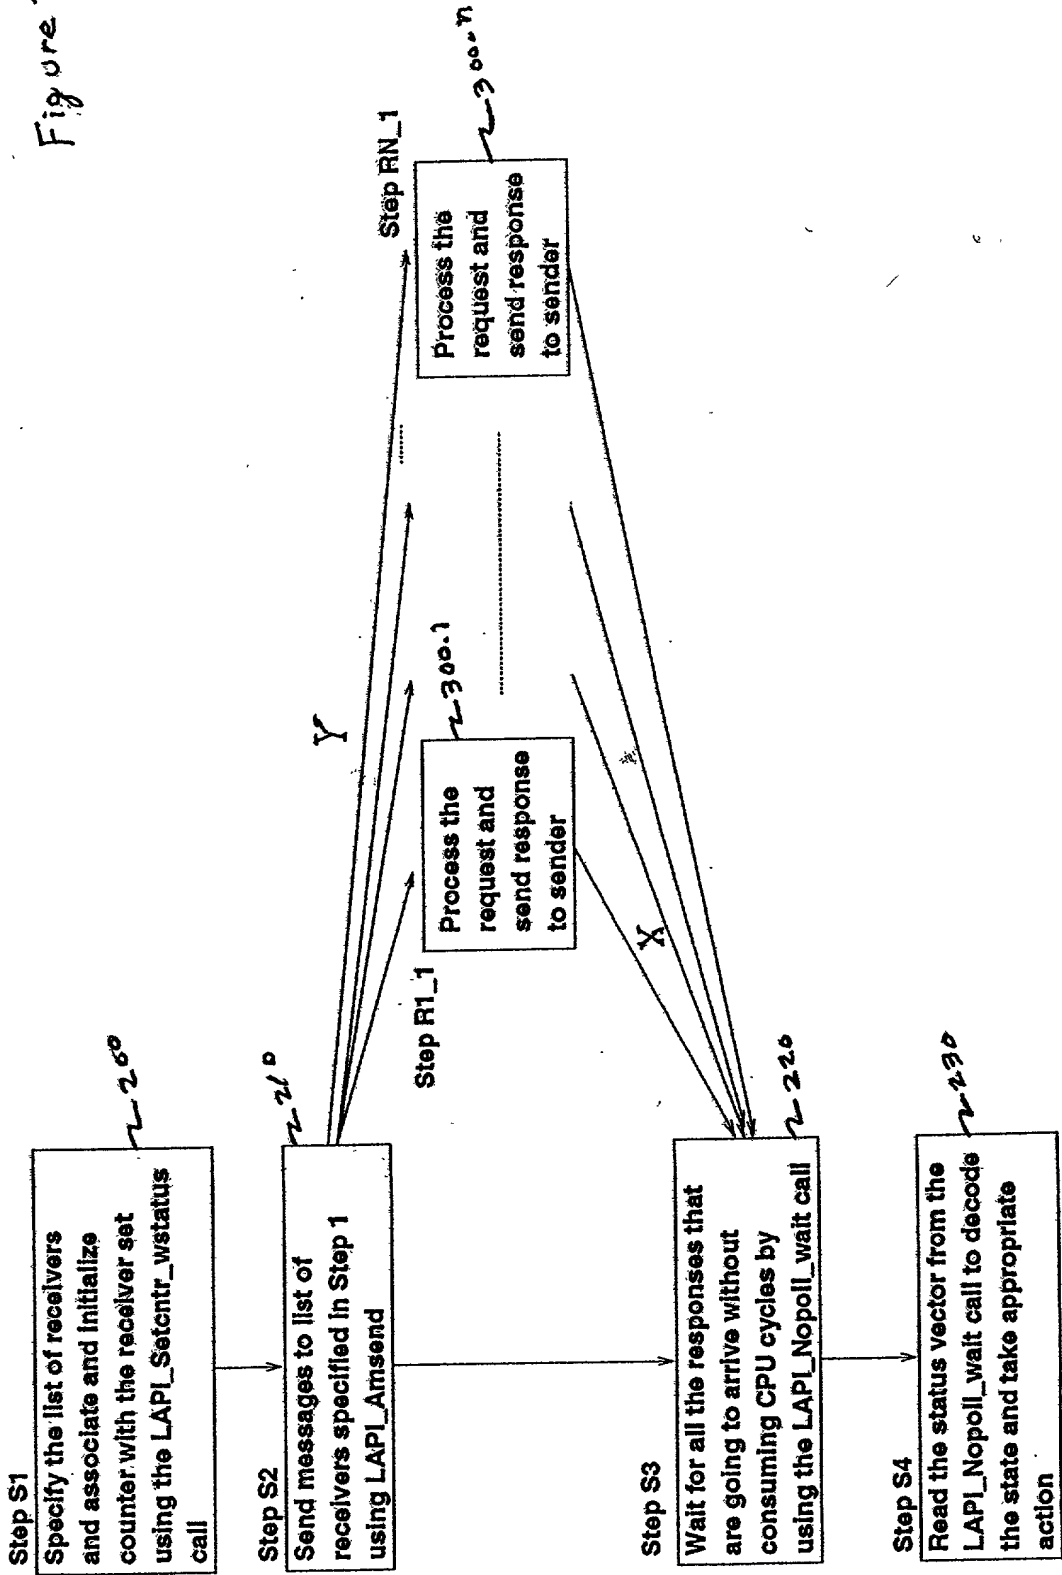 Figure
Step S1
Specify the list of receivers
and associate and initialize
counter with the receiver set
using the LAPI_Setcntr_wstatus
call
200
Step S2
Send messages to list of
receivers specified in Step 1
using LAPI_Amsend
210
Y
Step R1_1
Process the
request and
send response
to sender
300.1
Step RN_1
Process the
request and
send response
to sender
300.n
X
Step S3
Wait for all the responses that
are going to arrive without
consuming CPU cycles by
using the LAPI_Nopoll_wait call
220
Step S4
Read the status vector from the
LAPI_Nopoll_wait call to decode
the state and take appropriate
action
230